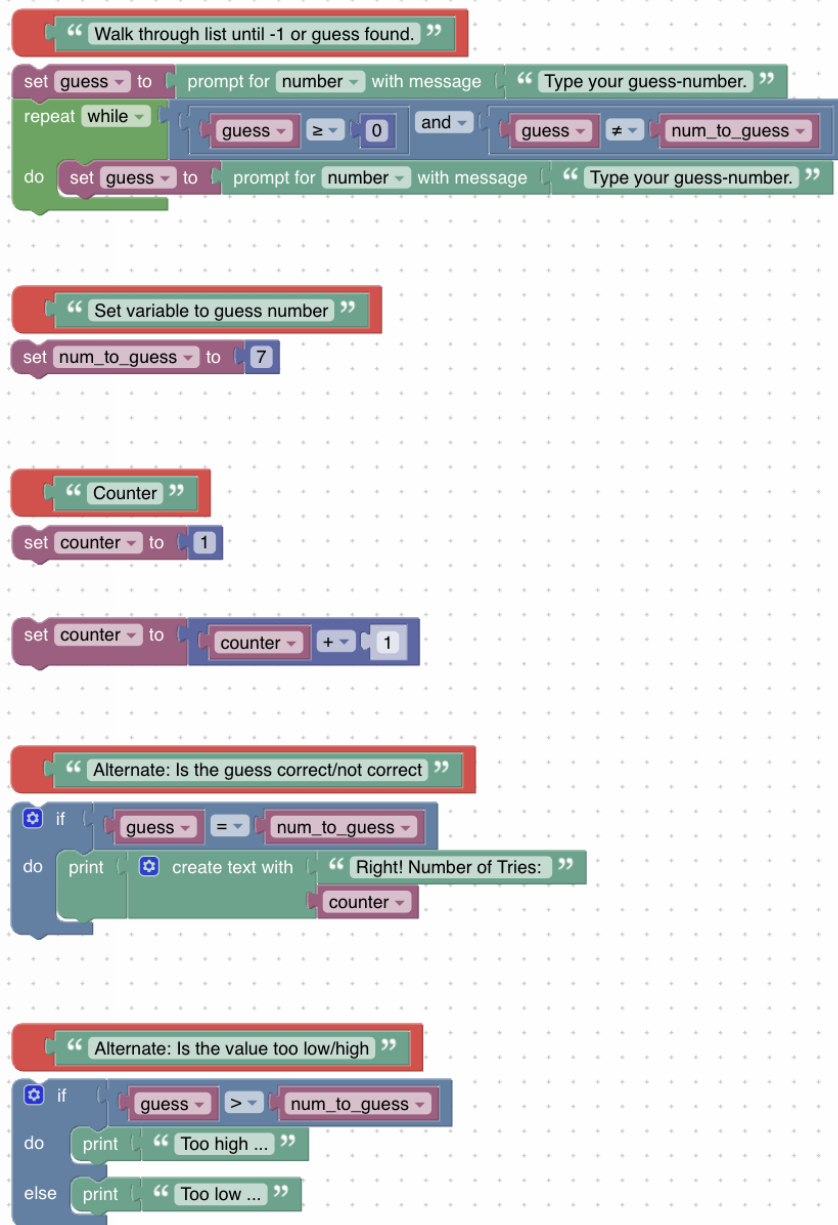 “ Walk through list until -1 or guess found. ”
set guess to prompt for number with message “ Type your guess-number. ”
repeat while guess ≥ 0 and guess ≠ num_to_guess
do set guess to prompt for number with message “ Type your guess-number. ”
“ Set variable to guess number ”
set num_to_guess to 7
“ Counter ”
set counter to 1
set counter to counter + 1
“ Alternate: Is the guess correct/not correct ”
if guess = num_to_guess
do print create text with “ Right! Number of Tries: ”
counter
“ Alternate: Is the value too low/high ”
if guess > num_to_guess
do print “ Too high ... ”
else print “ Too low ... ”